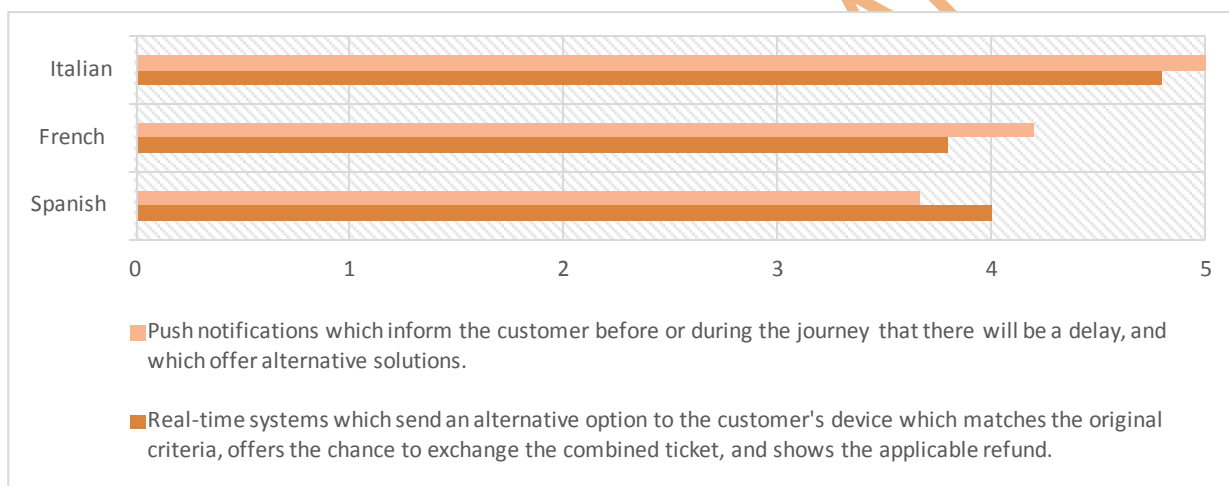 Italian
French
Spanish
0 1 2 3 4 5
Push notifications which inform the customer before or during the journey that there will be a delay, and
which offer alternative solutions.
Real-time systems which send an alternative option to the customer's device which matches the original
criteria, offers the chance to exchange the combined ticket, and shows the applicable refund.